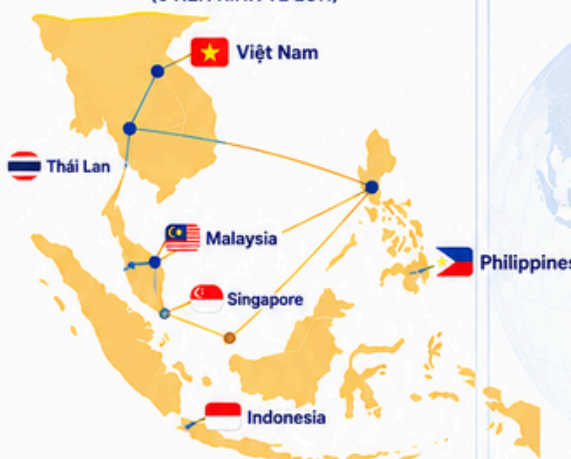 Việt Nam
Thái Lan
Malaysia
Singapore
Philippines
Indonesia